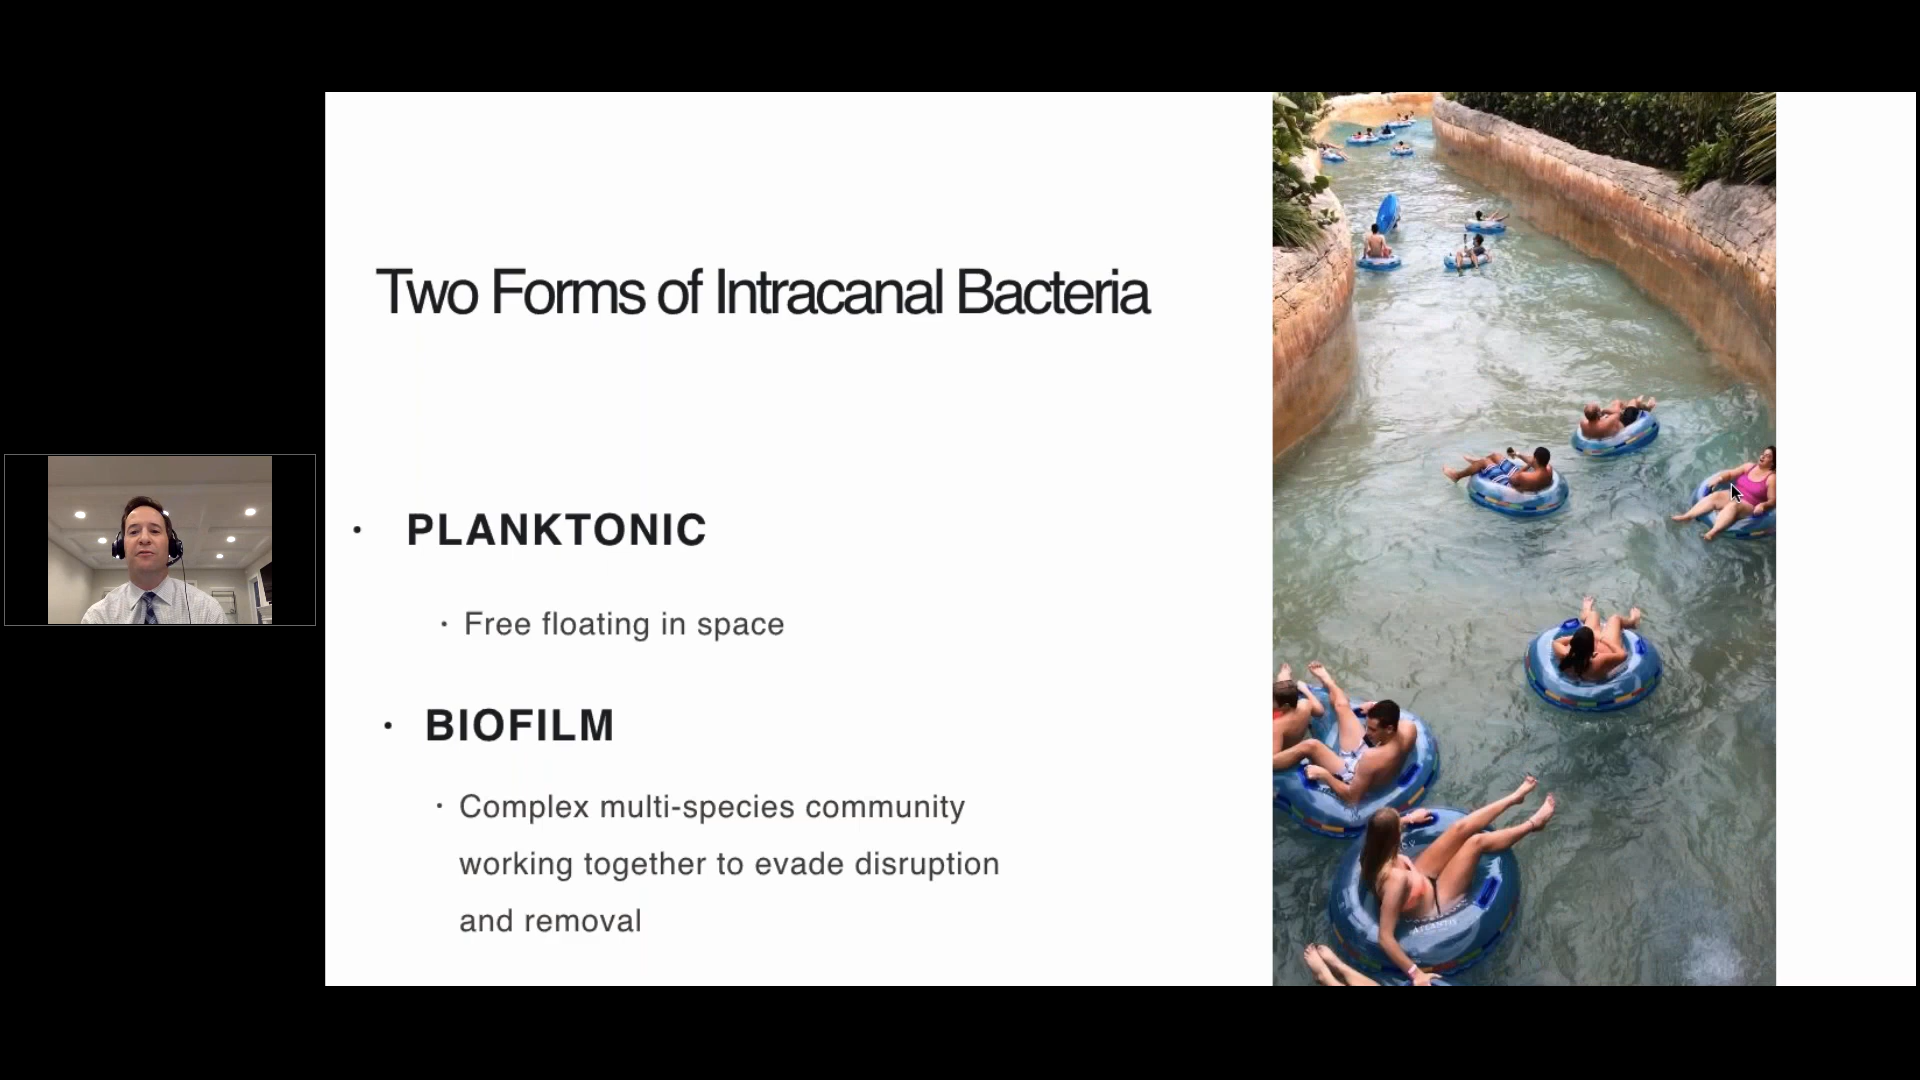 Two Forms of Intracanal Bacteria
· PLANKTONIC
· Free floating in space
· BIOFILM
· Complex multi-species community
working together to evade disruption
and removal
ATLANTIS